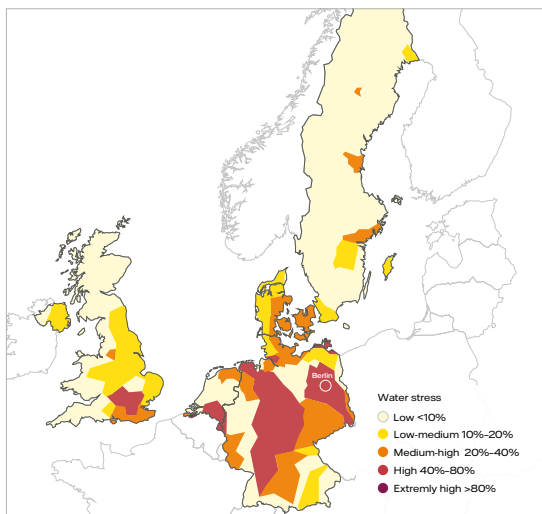 Berlin
Water stress
Low <10%
Low-medium 10%-20%
Medium-high 20%-40%
High 40%-80%
Extremly high >80%